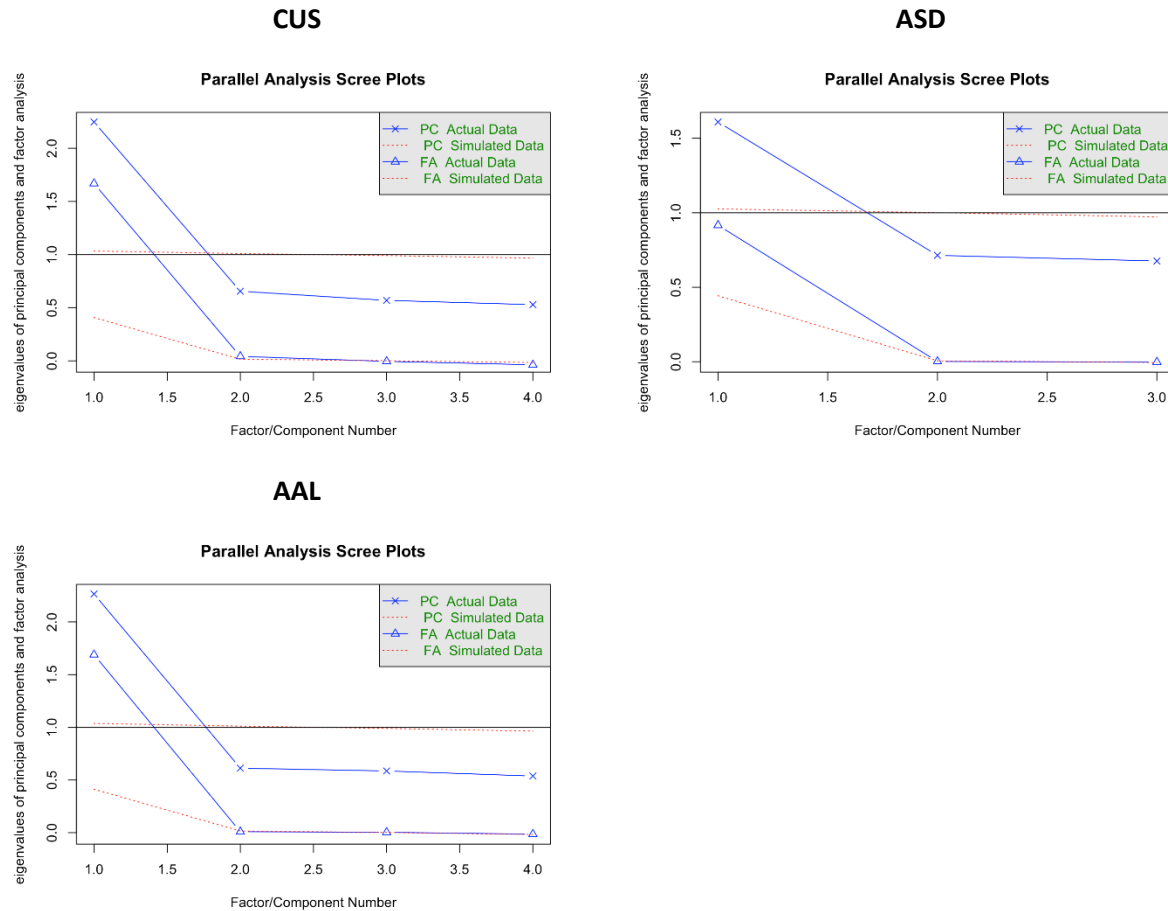 CUS
Parallel Analysis Scree Plots
eigenvalues of principal components and factor analysis
2.0
1.5
1.0
0.5
0.0
PC Actual Data
PC Simulated Data
FA Actual Data
FA Simulated Data
1.0 1.5 2.0 2.5 3.0 3.5 4.0
Factor/Component Number
ASD
Parallel Analysis Scree Plots
eigenvalues of principal components and factor analysis
1.5
1.0
0.5
0.0
PC Actual Data
PC Simulated Data
FA Actual Data
FA Simulated Data
1.0 1.5 2.0 2.5 3.0
Factor/Component Number
AAL
Parallel Analysis Scree Plots
eigenvalues of principal components and factor analysis
2.0
1.5
1.0
0.5
0.0
PC Actual Data
PC Simulated Data
FA Actual Data
FA Simulated Data
1.0 1.5 2.0 2.5 3.0 3.5 4.0
Factor/Component Number